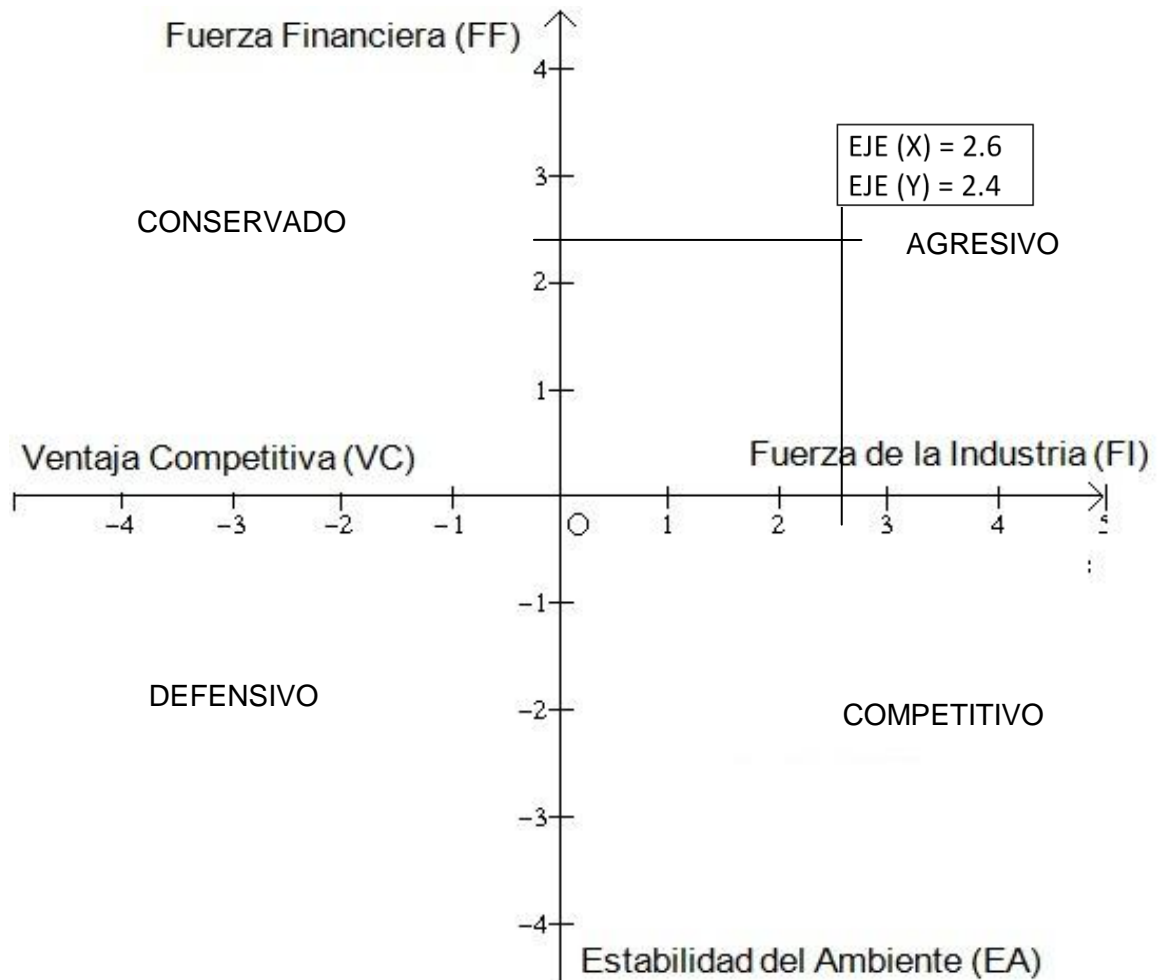 Fuerza Financiera (FF)
4
EJE (X) = 2.6
EJE (Y) = 2.4
3
CONSERVADO
AGRESIVO
2
1
Ventaja Competitiva (VC)
Fuerza de la Industria (FI)
−4 −3 −2 −1 O 1 2 3 4
−1
DEFENSIVO
−2
COMPETITIVO
−3
−4
Estabilidad del Ambiente (EA)